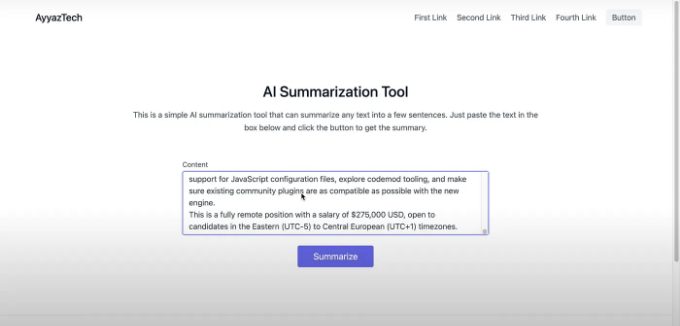 AyyazTech
First Link Second Link Third Link Fourth Link Button
AI Summarization Tool
This is a simple AI summarization tool that can summarize any text into a few sentences. Just paste the text in the
box below and click the button to get the summary.
Content
support for JavaScript configuration files, explore codemod tooling, and make
sure existing community plugins are as compatible as possible with the new
engine.
This is a fully remote position with a salary of $275,000 USD, open to
candidates in the Eastern (UTC-5) to Central European (UTC+1) timezones.
Summarize